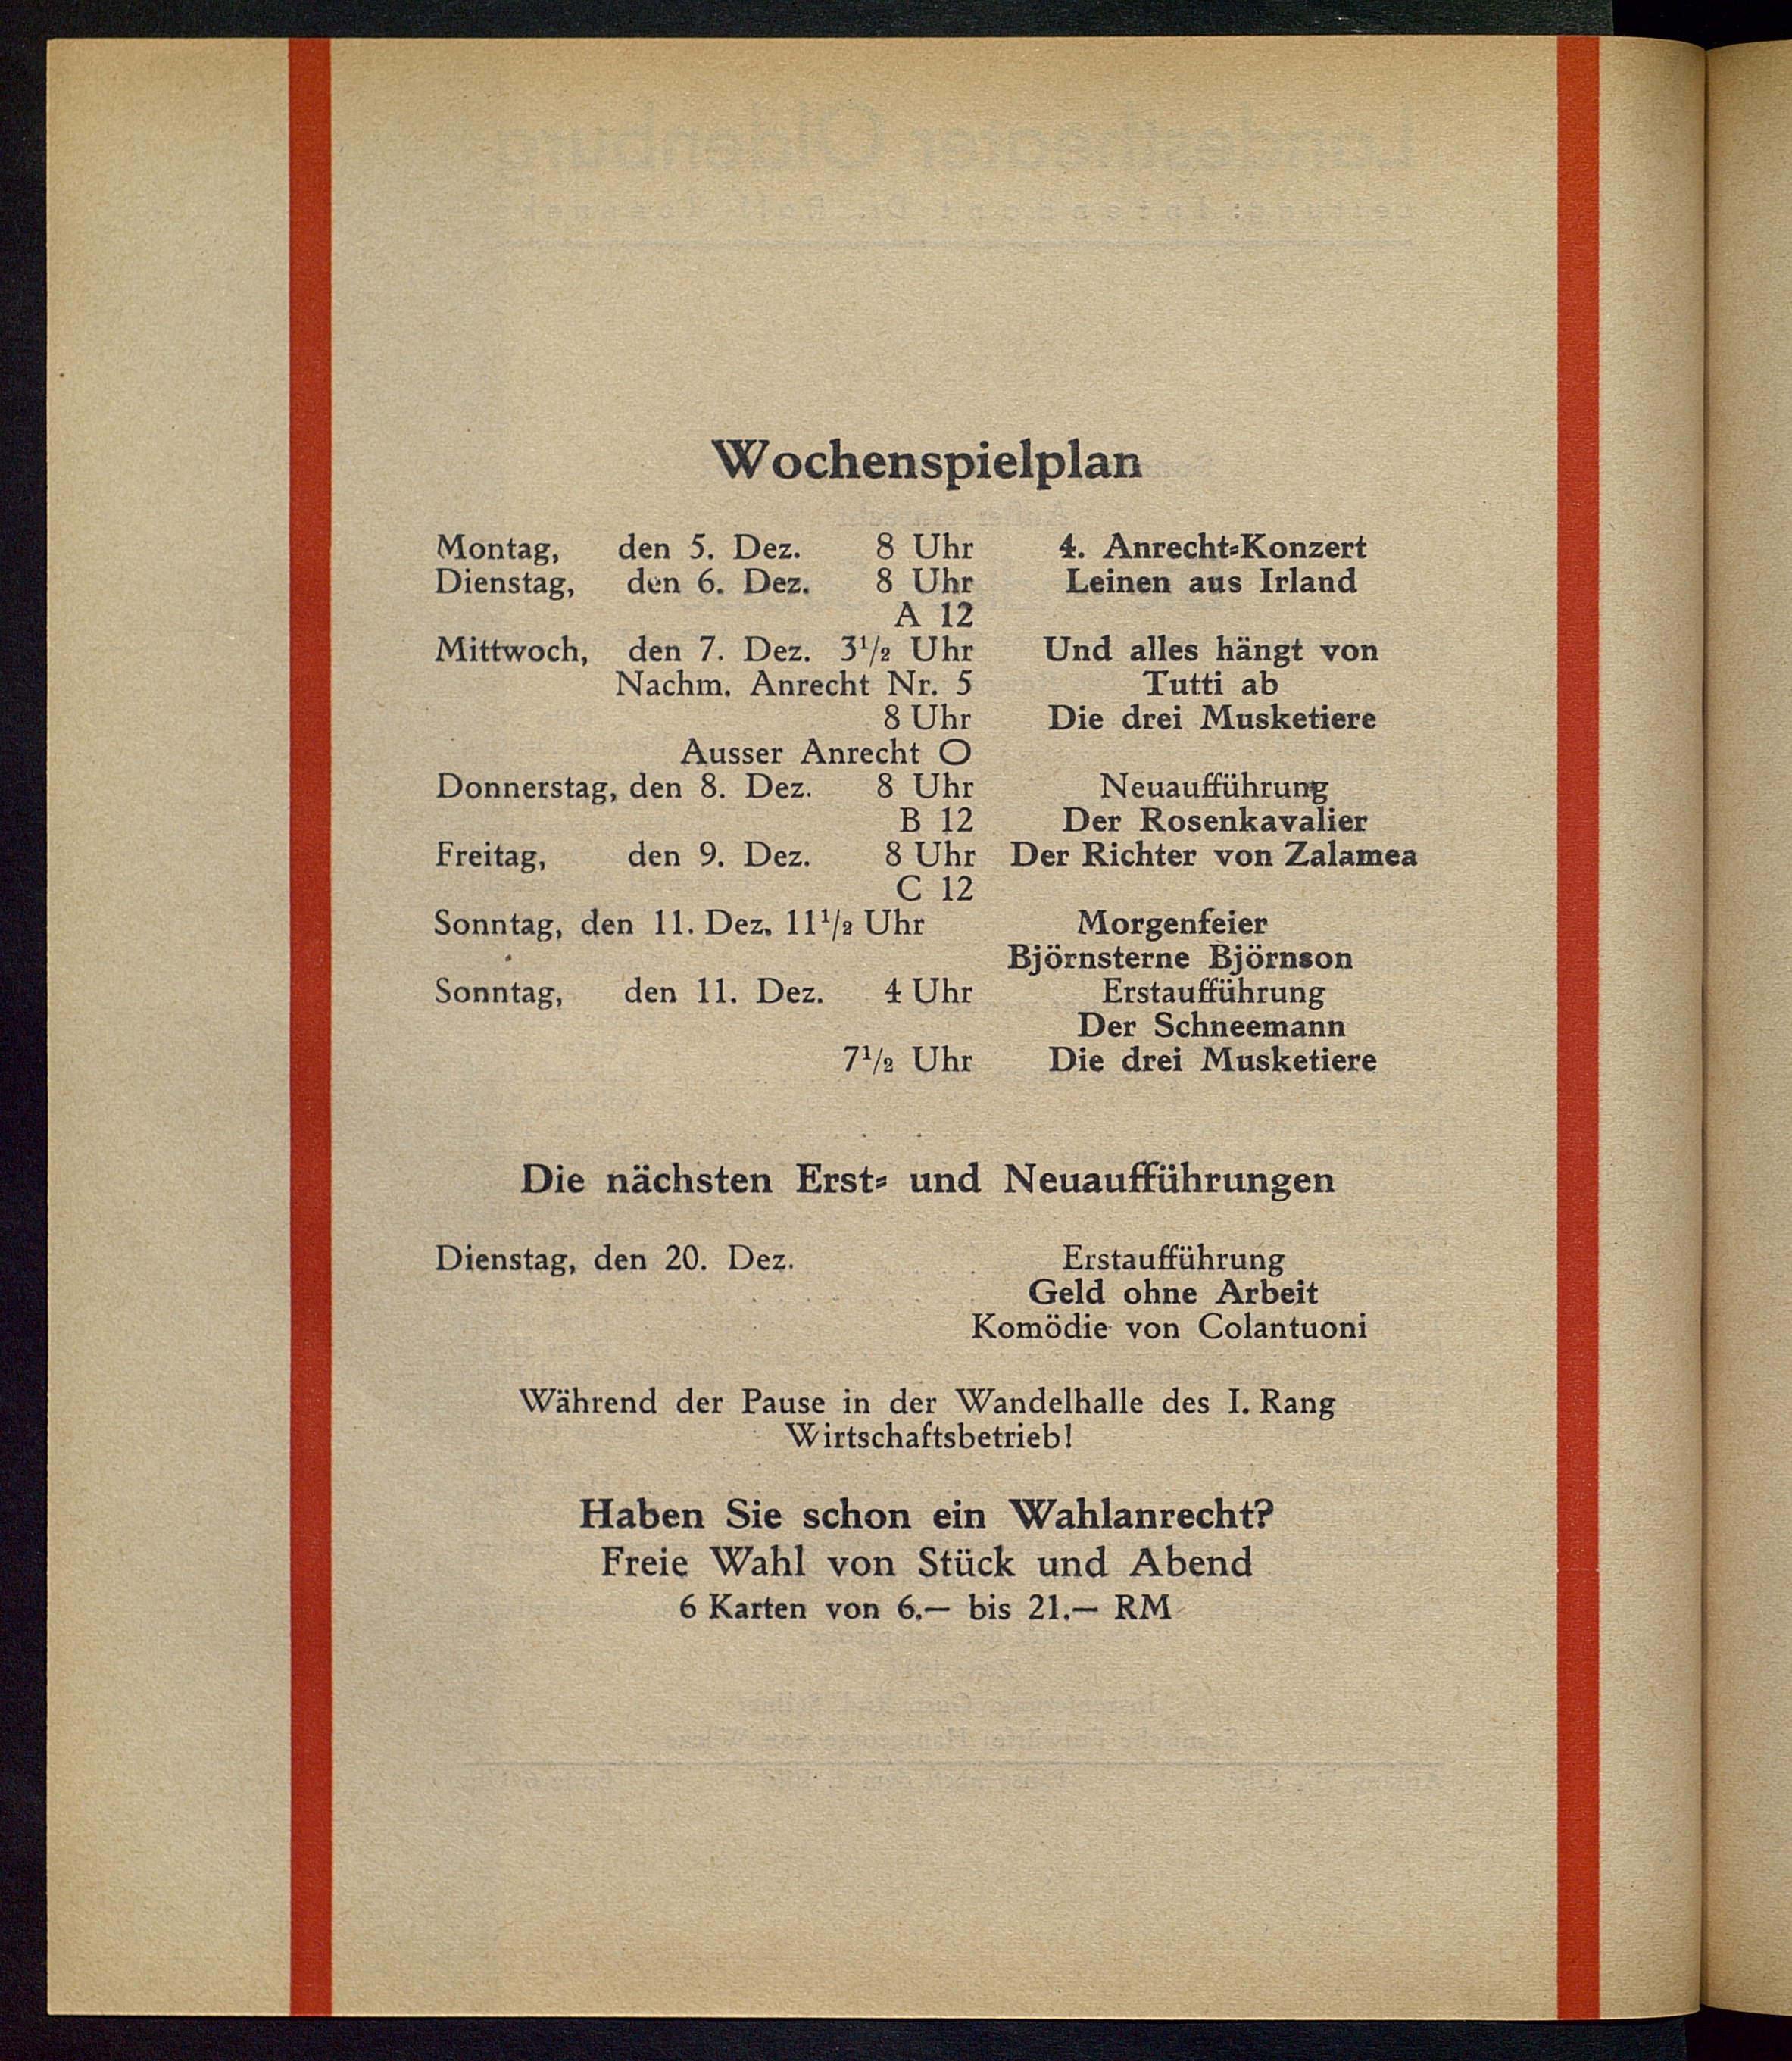 Wochenspielplan
Montag, den 5. Dez. 8 Uhr 4. Anrecht-Konzert
Dienstag, den 6. Dez. 8 Uhr Leinen aus Irland
A 12
Mittwoch, den 7. Dez. 3½ Uhr Und alles hängt von
Nachm. Anrecht Nr. 5 Tutti ab
8 Uhr Die drei Musketiere
Ausser Anrecht O
Donnerstag, den 8. Dez. 8 Uhr Neuaufführung
B 12 Der Rosenkavalier
Freitag, den 9. Dez. 8 Uhr Der Richter von Zalamea
C 12
Sonntag, den 11. Dez. 11½ Uhr Morgenfeier
Björnsterne Björnson
Sonntag, den 11. Dez. 4 Uhr Erstaufführung
Der Schneemann
7½ Uhr Die drei Musketiere
Die nächsten Erst- und Neuaufführungen
Dienstag, den 20. Dez. Erstaufführung
Geld ohne Arbeit
Komödie von Colantuoni
Während der Pause in der Wandelhalle des I. Rang
Wirtschaftsbetrieb!
Haben Sie schon ein Wahlanrecht?
Freie Wahl von Stück und Abend
6 Karten von 6.— bis 21.— RM